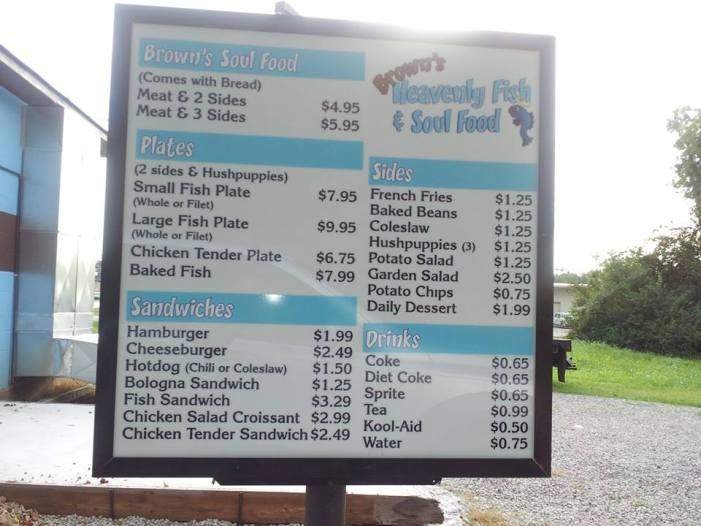 Brown's Soul Food
(Comes with Bread)
Meat & 2 Sides $4.95
Meat & 3 Sides $5.95
Plates
(2 sides & Hushpuppies)
Small Fish Plate $7.95
(Whole or Filet)
Large Fish Plate $9.95
(Whole or Filet)
Chicken Tender Plate $6.75
Baked Fish $7.99
Sandwiches
Hamburger $1.99
Cheeseburger $2.49
Hotdog (Chili or Coleslaw) $1.50
Bologna Sandwich $1.25
Fish Sandwich $3.29
Chicken Salad Croissant $2.99
Chicken Tender Sandwich $2.49
Brown's
Heavenly Fish
& Soul Food
Sides
French Fries $1.25
Baked Beans $1.25
Coleslaw $1.25
Hushpuppies (3) $1.25
Potato Salad $1.25
Garden Salad $2.50
Potato Chips $0.75
Daily Dessert $1.99
Drinks
Coke $0.65
Diet Coke $0.65
Sprite $0.65
Tea $0.99
Kool-Aid $0.50
Water $0.75